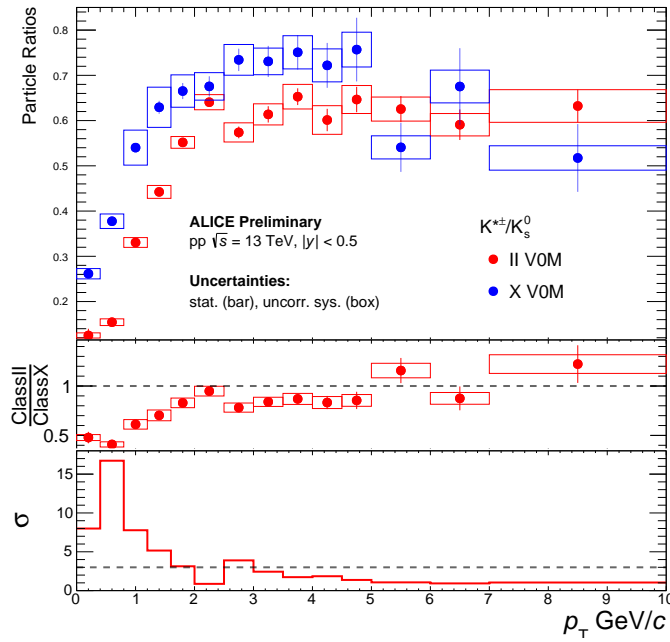 Particle Ratios
0.8
0.7
0.6
0.5
0.4
0.3
0.2
ALICE Preliminary
pp √s = 13 TeV, |y| < 0.5
Uncertainties:
stat. (bar), uncorr. sys. (box)
K*±/K0s
II V0M
X V0M
ClassII
ClassX
1
0.5
σ
15
10
5
0
0 1 2 3 4 5 6 7 8 9 10
pT GeV/c